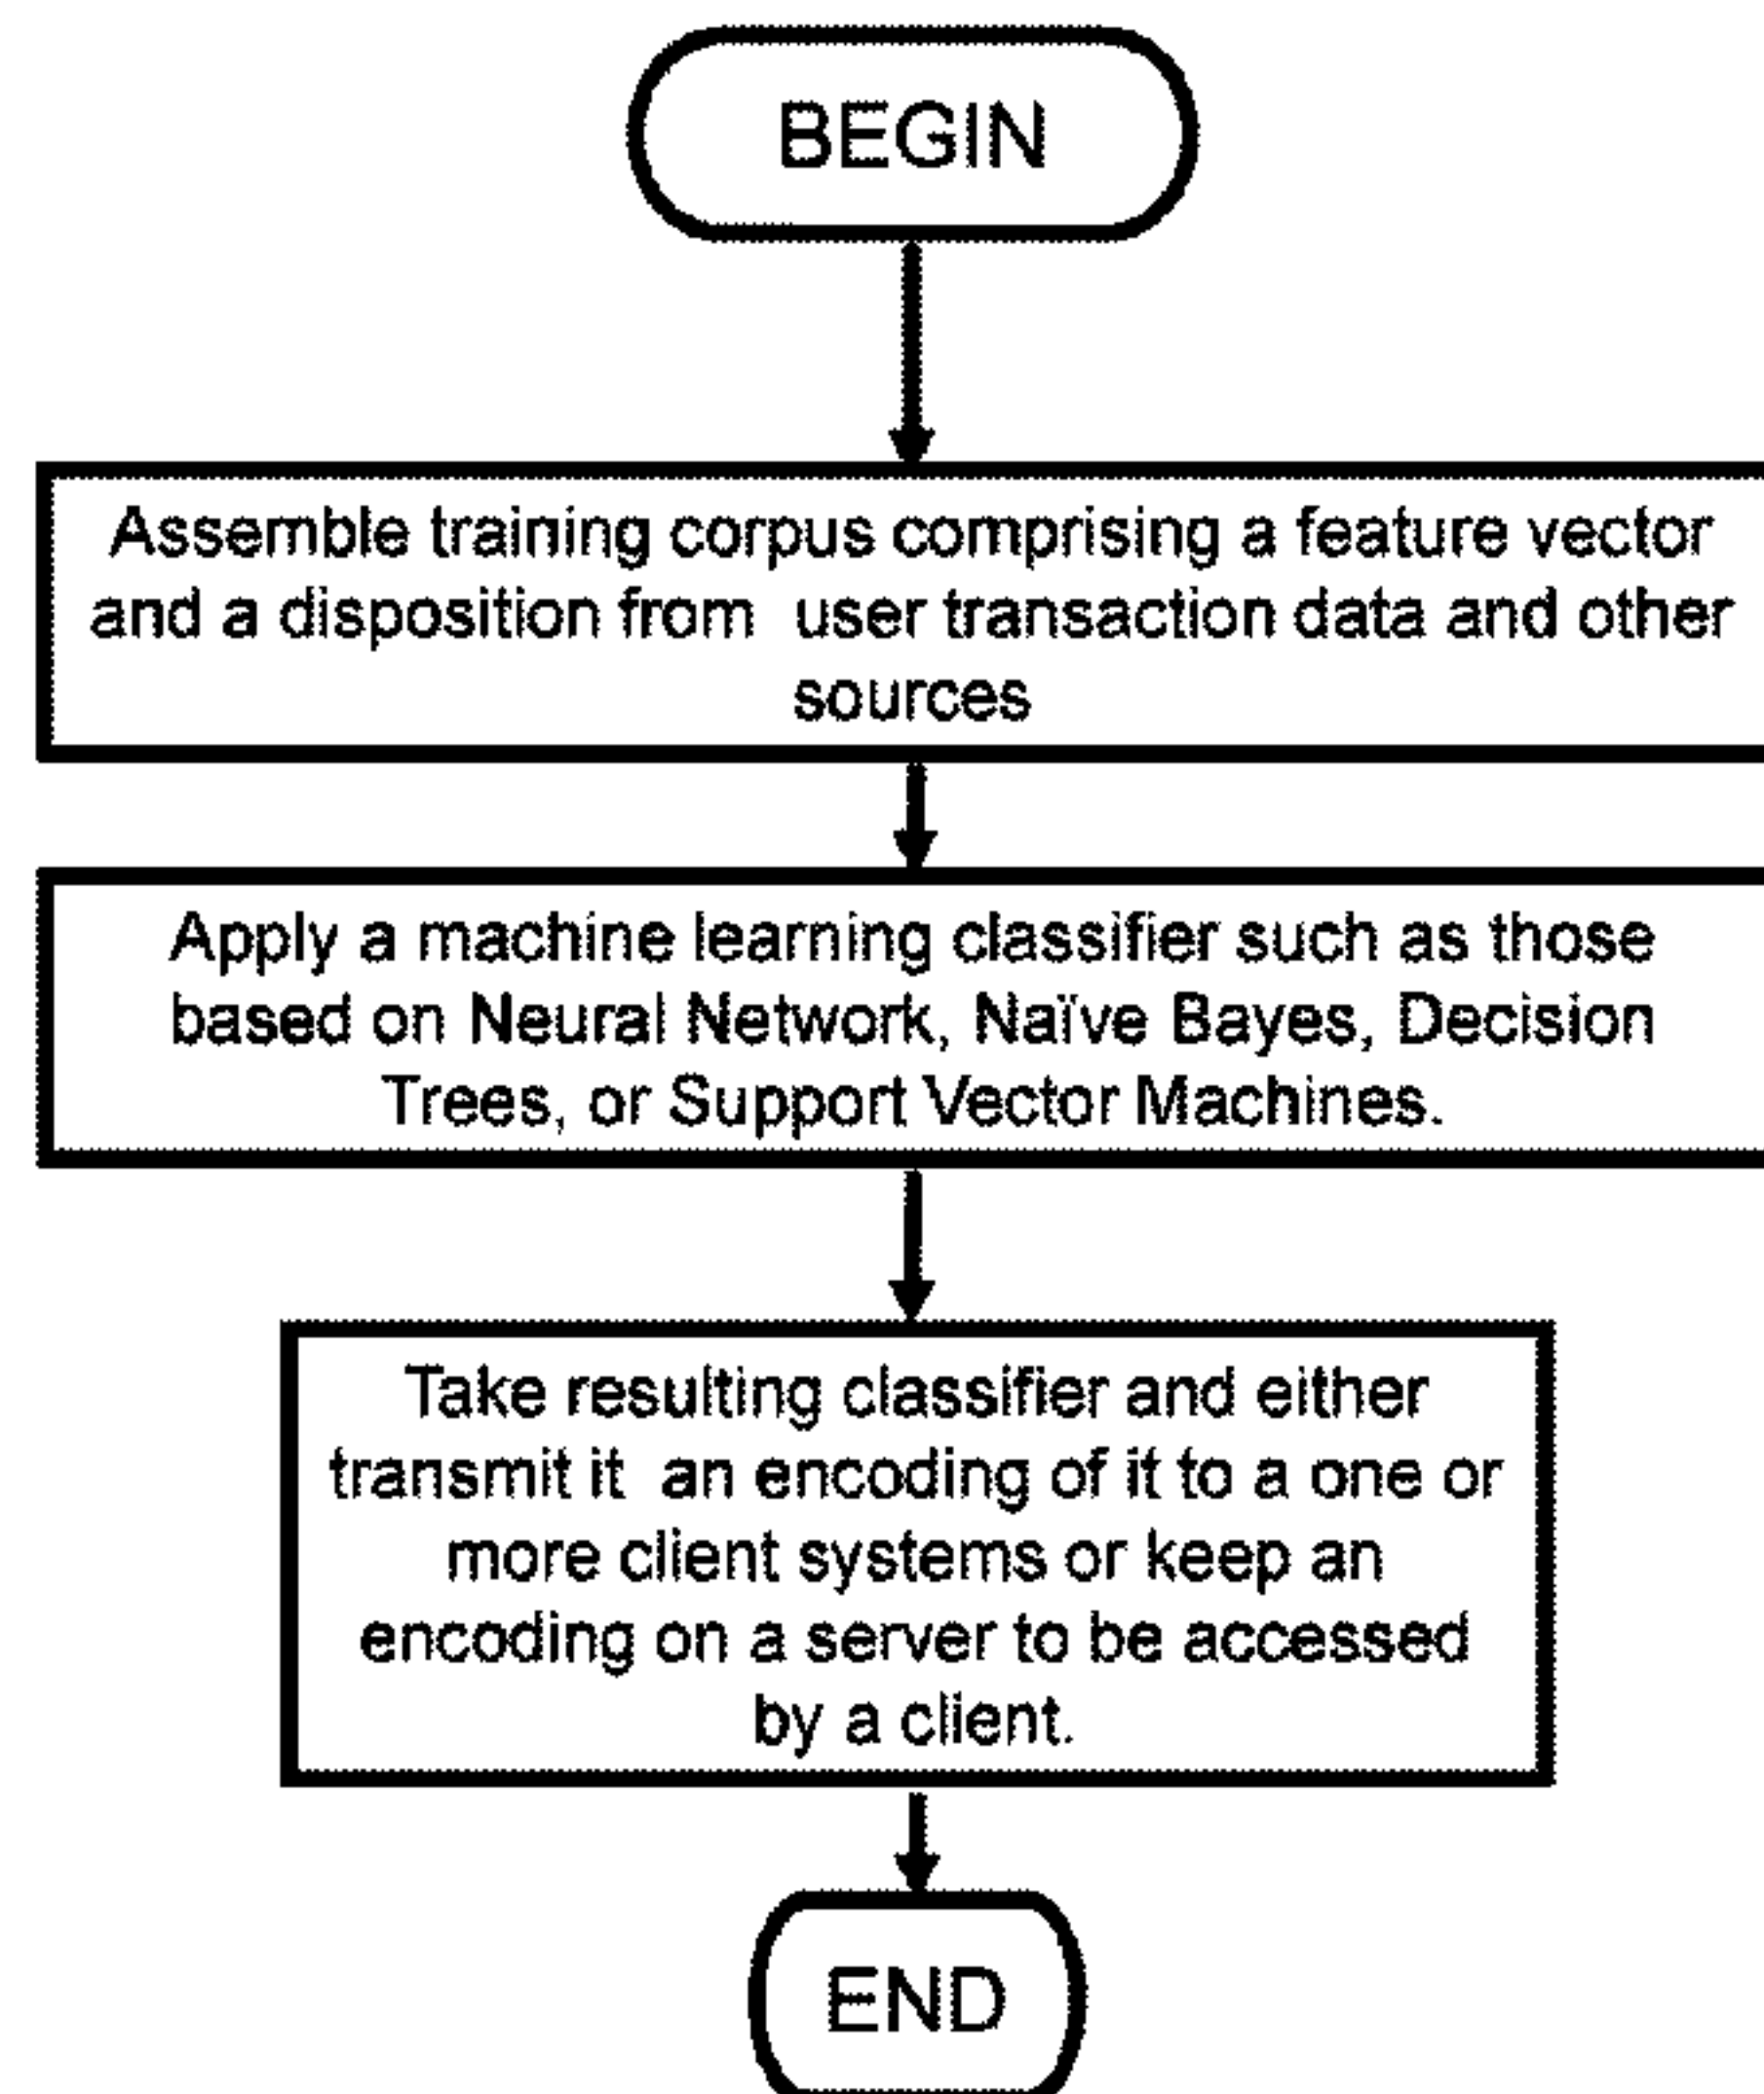 BEGIN
Assemble training corpus comprising a feature vector
and a disposition from user transaction data and other
sources
Apply a machine learning classifier such as those
based on Neural Network, Naïve Bayes, Decision
Trees, or Support Vector Machines.
Take resulting classifier and either
transmit it an encoding of it to a one or
more client systems or keep an
encoding on a server to be accessed
by a client.
END